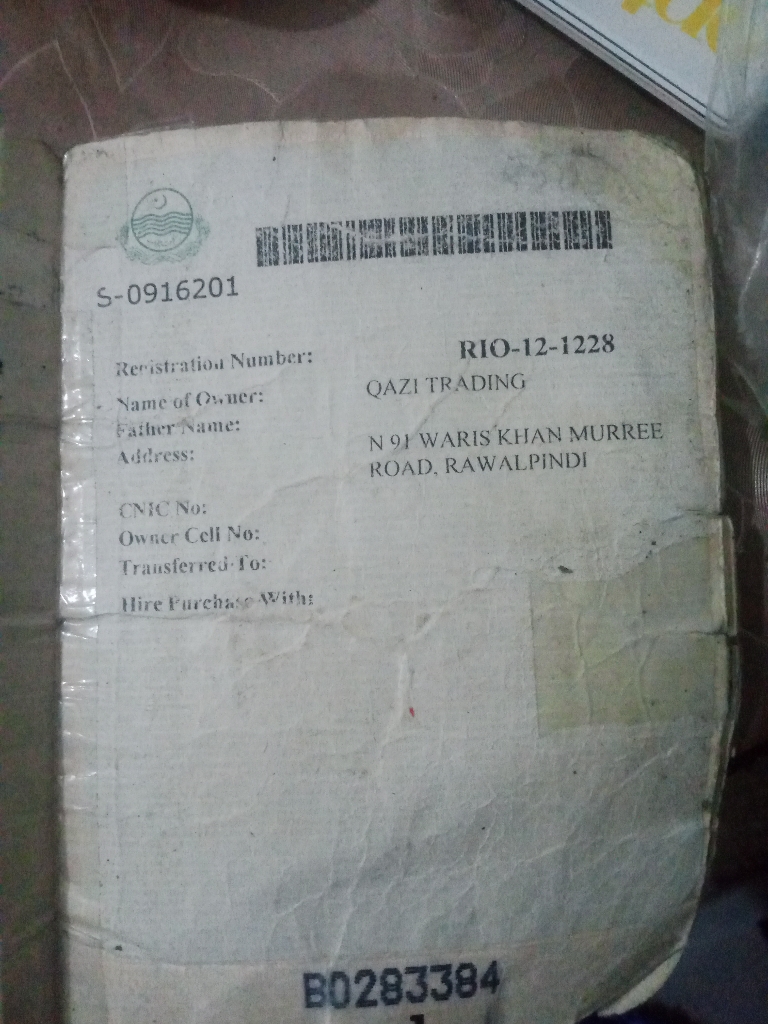 S-0916201
Registration Number: RIO-12-1228
Name of Owner: QAZI TRADING
Father Name:
Address: N 91 WARIS KHAN MURREE
ROAD, RAWALPINDI
CNIC No:
Owner Cell No:
Transferred To:
Hire Purchase With:
B0283384